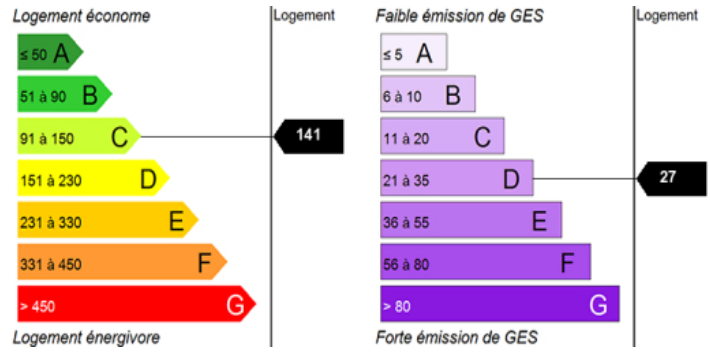 Logement économe
Logement
≤ 50 A
51 à 90 B
91 à 150 C
141
151 à 230 D
231 à 330 E
331 à 450 F
> 450 G
Logement énergivore
Faible émission de GES
Logement
≤ 5 A
6 à 10 B
11 à 20 C
21 à 35 D
27
36 à 55 E
56 à 80 F
> 80 G
Forte émission de GES